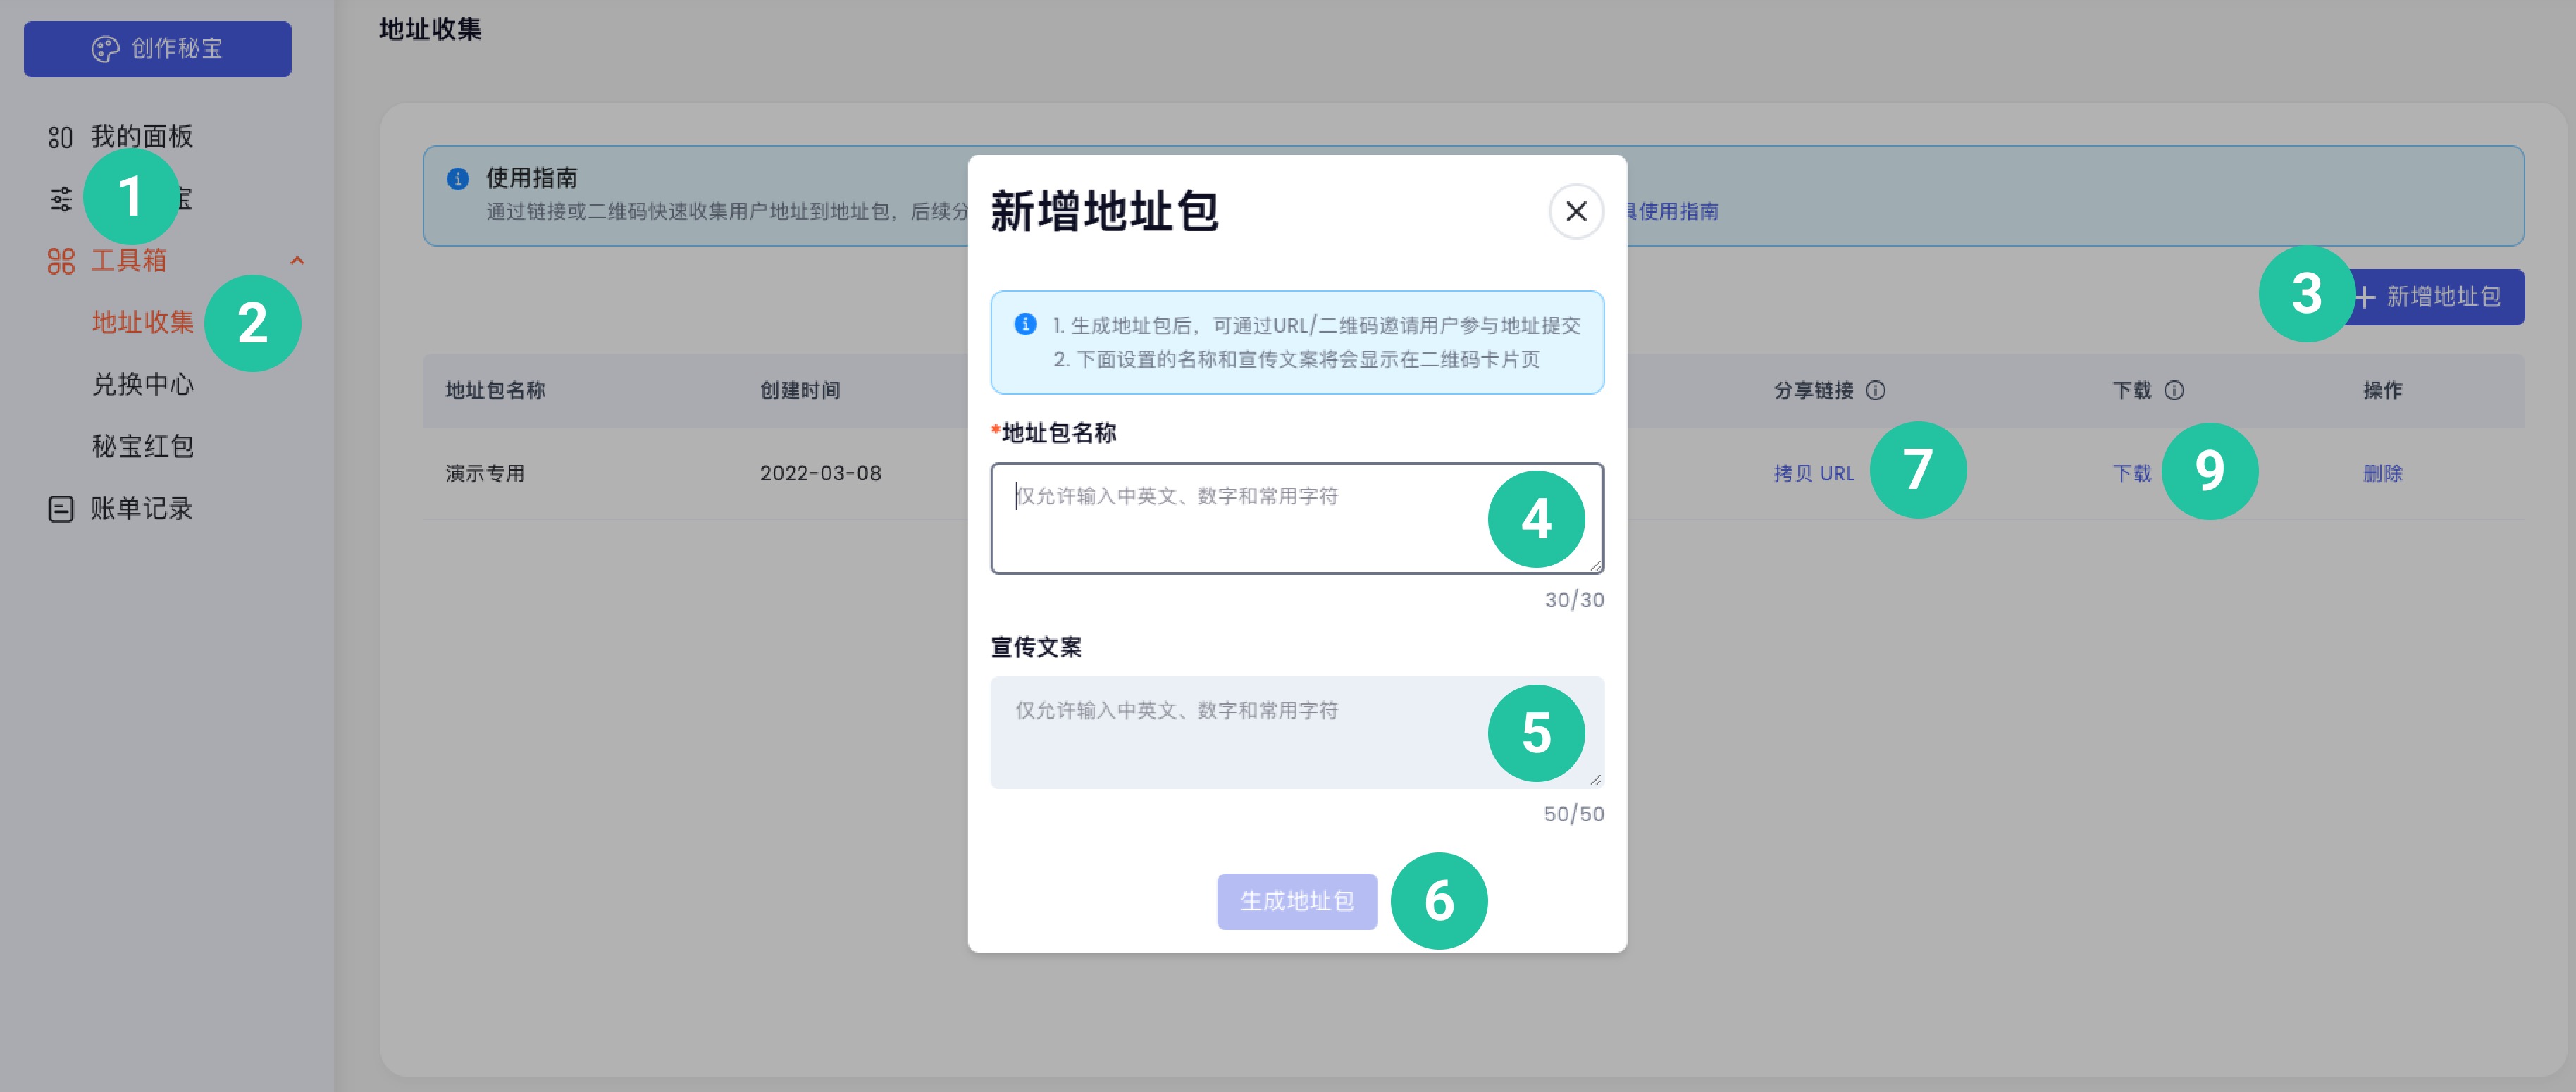 创作秘宝
我的面板
1
宝
工具箱
地址收集
2
兑换中心
秘宝红包
账单记录
地址收集
使用指南
通过链接或二维码快速收集用户地址到地址包，后续分
使用指南
3
新增地址包
地址包名称
创建时间
分享链接
下载
操作
演示专用
2022-03-08
拷贝 URL
7
下载
9
删除
新增地址包
1. 生成地址包后，可通过URL/二维码邀请用户参与地址提交
2. 下面设置的名称和宣传文案将会显示在二维码卡片页
*地址包名称
仅允许输入中英文、数字和常用字符
4
30/30
宣传文案
仅允许输入中英文、数字和常用字符
5
50/50
生成地址包
6